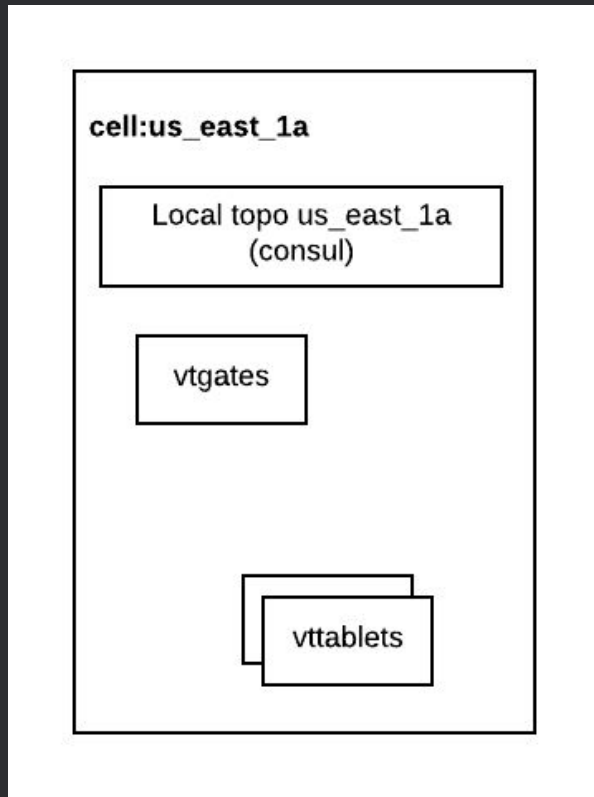 cell:us_east_1a
Local topo us_east_1a
(consul)
vtgates
vttablets